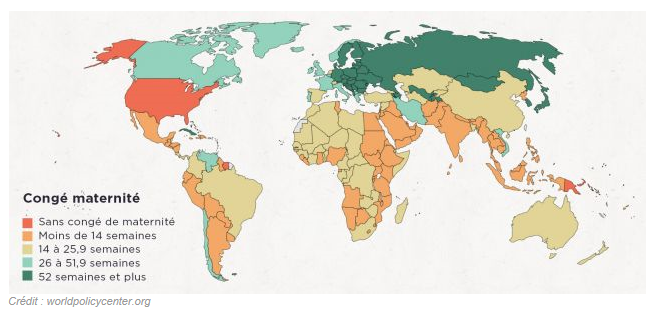 Congé maternité
Sans congé de maternité
Moins de 14 semaines
14 à 25,9 semaines
26 à 51,9 semaines
52 semaines et plus
Crédit : worldpolicycenter.org